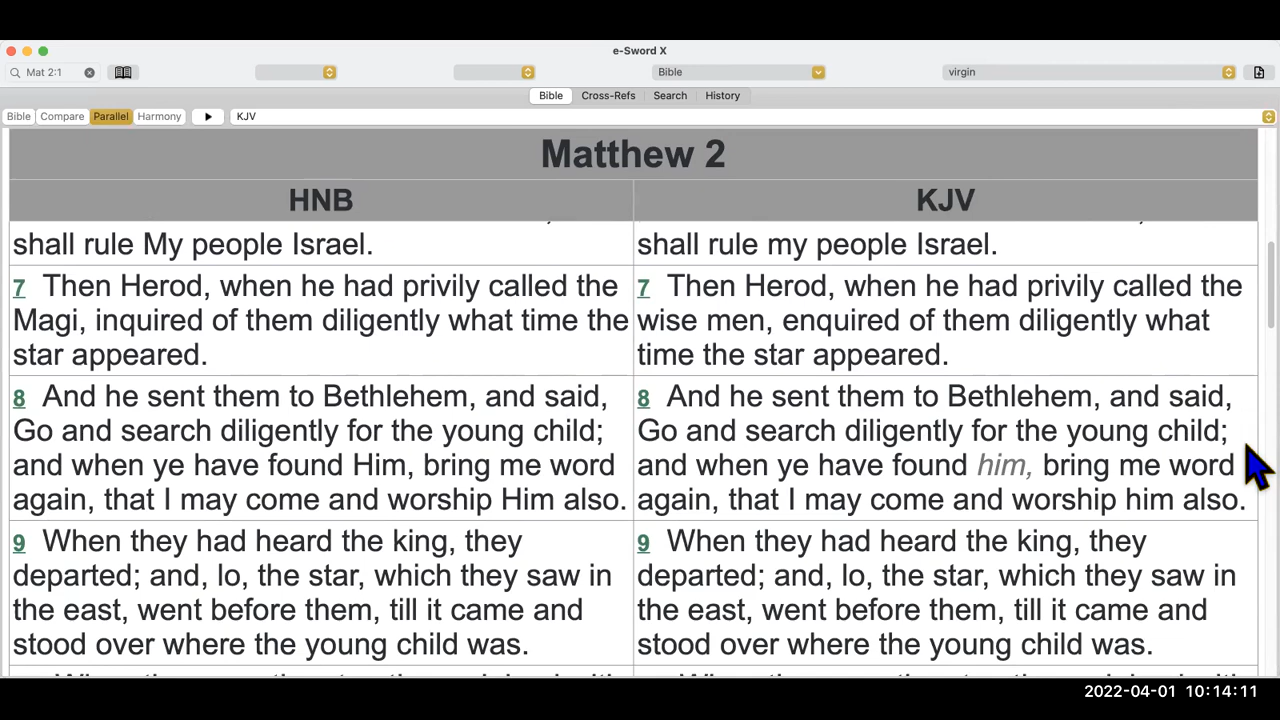 e-Sword X
Mat 2:1
Bible
virgin
Bible Cross-Refs Search History
Bible Compare Parallel Harmony KJV
Matthew 2
HNB
shall rule My people Israel.
7 Then Herod, when he had privily called the
Magi, inquired of them diligently what time the
star appeared.
8 And he sent them to Bethlehem, and said,
Go and search diligently for the young child;
and when ye have found Him, bring me word
again, that I may come and worship Him also.
9 When they had heard the king, they
departed; and, lo, the star, which they saw in
the east, went before them, till it came and
stood over where the young child was.
KJV
shall rule my people Israel.
7 Then Herod, when he had privily called the
wise men, enquired of them diligently what
time the star appeared.
8 And he sent them to Bethlehem, and said,
Go and search diligently for the young child;
and when ye have found him, bring me word
again, that I may come and worship him also.
9 When they had heard the king, they
departed; and, lo, the star, which they saw in
the east, went before them, till it came and
stood over where the young child was.
2022-04-01 10:14:11